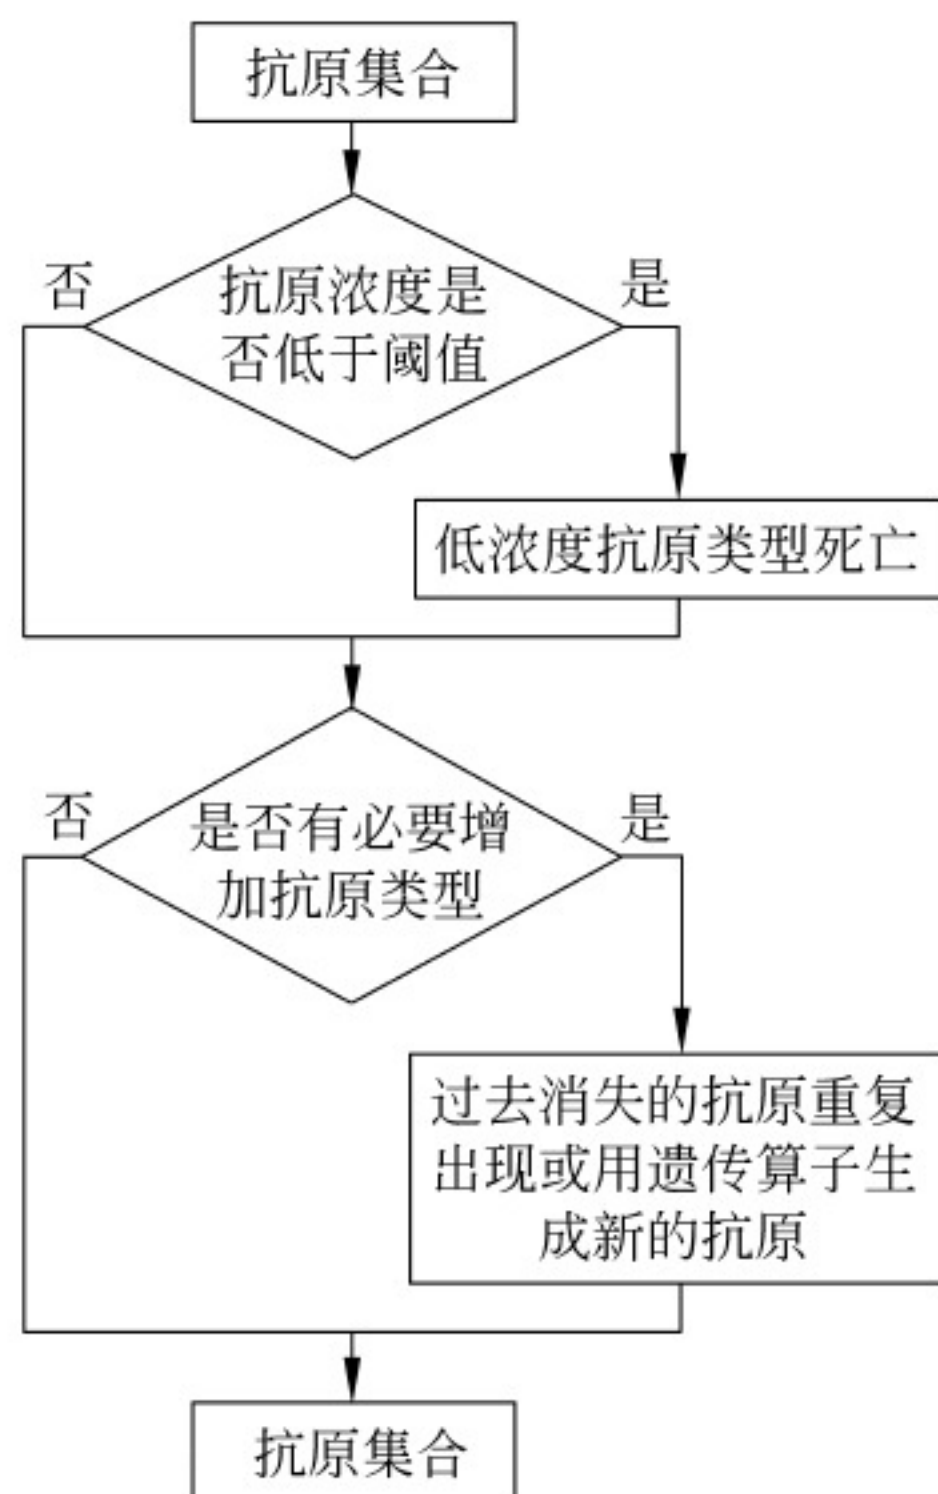 抗原集合
否
是
抗原浓度是
否低于阈值
低浓度抗原类型死亡
否
是
是否有必要增
加抗原类型
过去消失的抗原重复
出现或用遗传算子生
成新的抗原
抗原集合